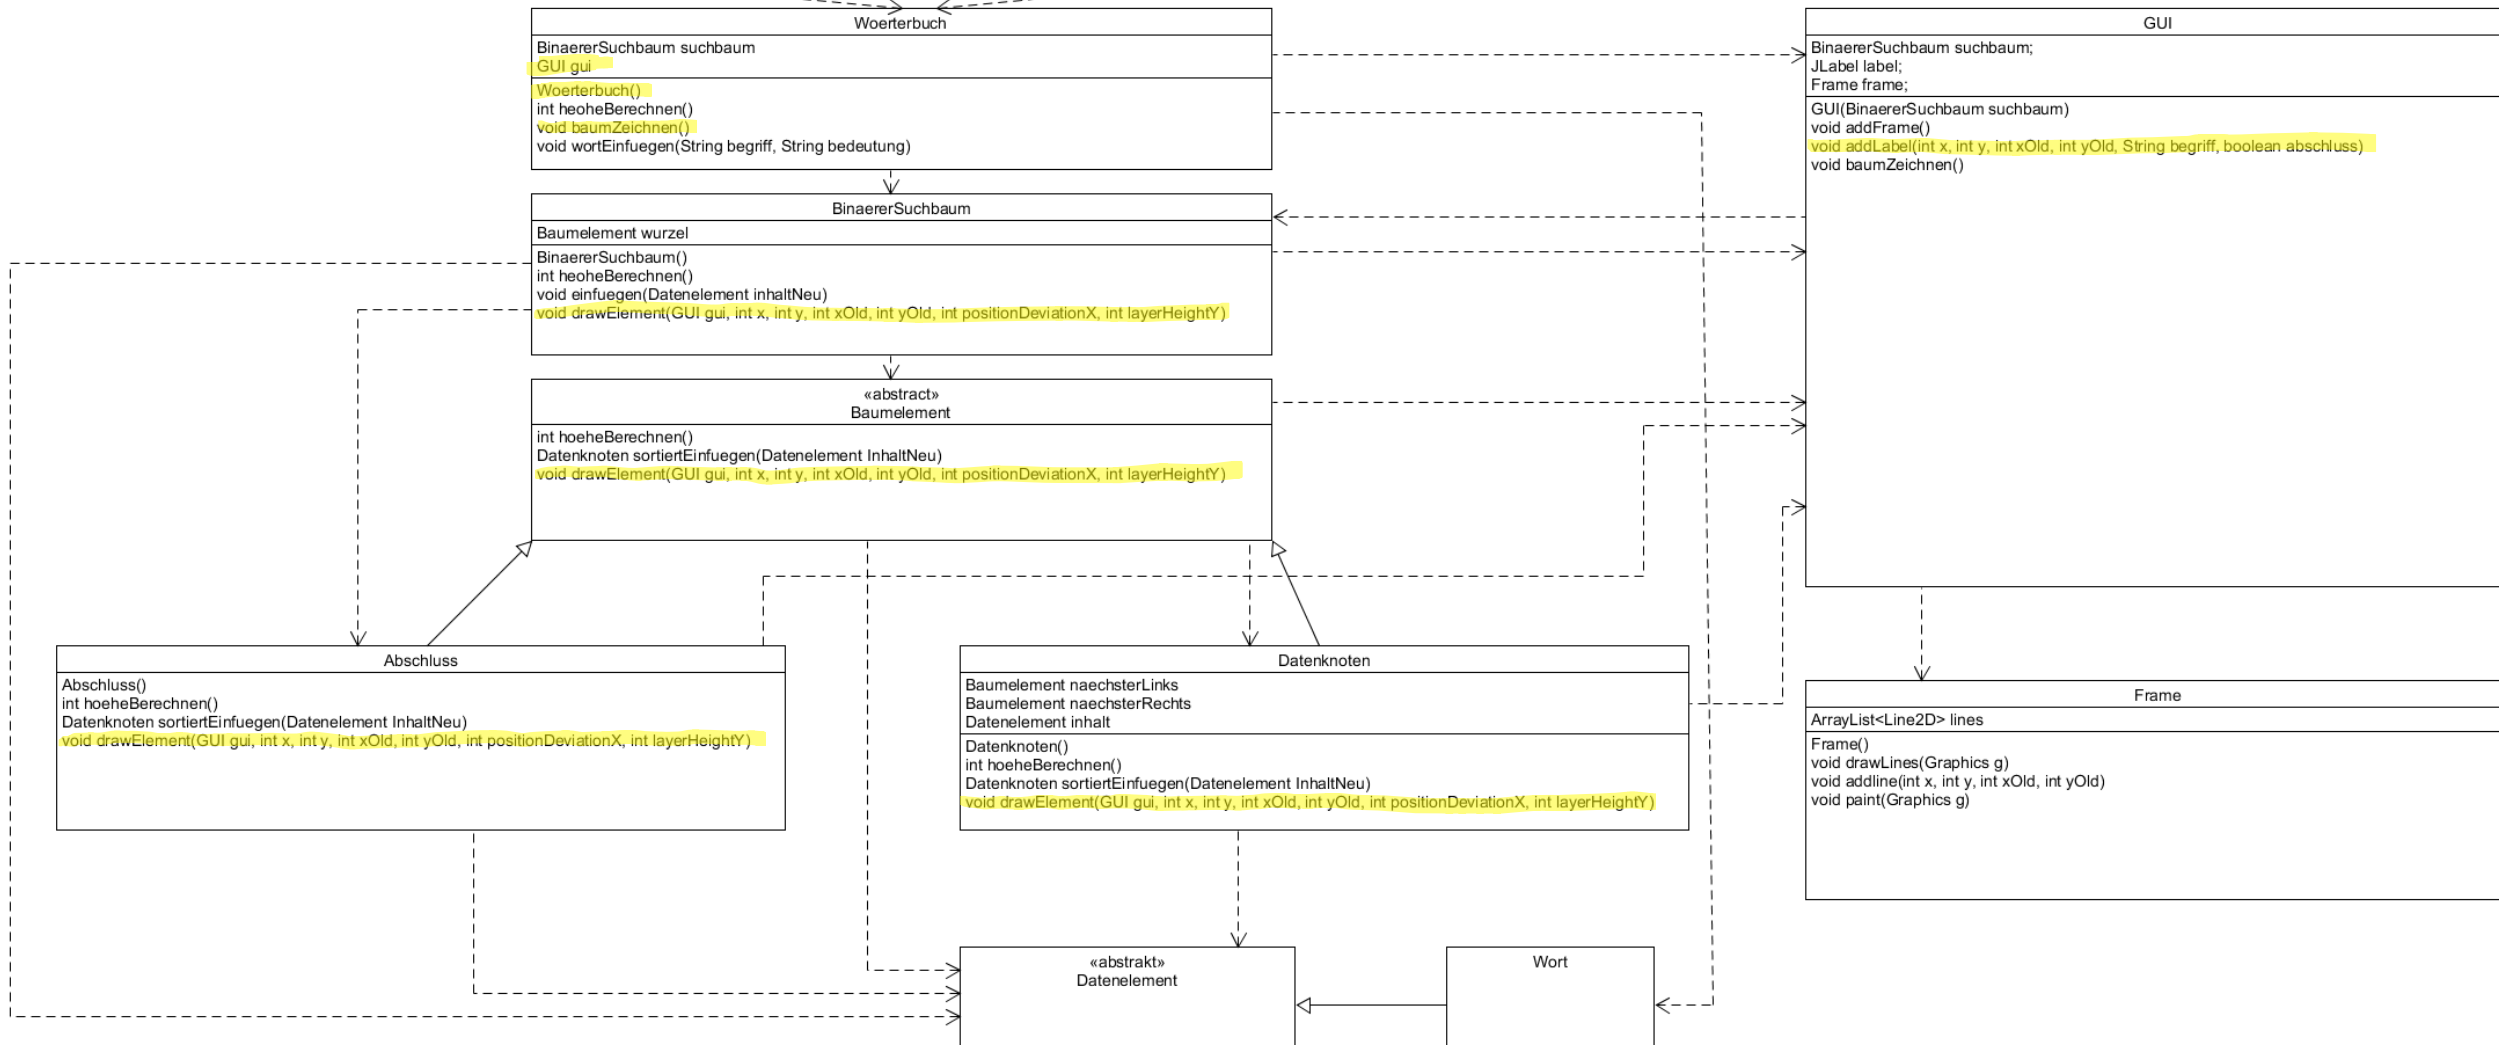 Woerterbuch
BinaererSuchbaum suchbaum
GUI gui
Woerterbuch()
int heoheBerechnen()
void baumZeichnen()
void wortEinfuegen(String begriff, String bedeutung)
GUI
BinaererSuchbaum suchbaum;
JLabel label;
Frame frame;
GUI(BinaererSuchbaum suchbaum)
void addFrame()
void addLabel(int x, int y, int xOld, int yOld, String begriff, boolean abschluss)
void baumZeichnen()
BinaererSuchbaum
Baumelement wurzel
BinaererSuchbaum()
int heoheBerechnen()
void einfuegen(Datenelement inhaltNeu)
void drawElement(GUI gui, int x, int y, int xOld, int yOld, int positionDeviationX, int layerHeightY)
«abstract»
Baumelement
int hoeheBerechnen()
Datenknoten sortiertEinfuegen(Datenelement InhaltNeu)
void drawElement(GUI gui, int x, int y, int xOld, int yOld, int positionDeviationX, int layerHeightY)
Abschluss
Abschluss()
int hoeheBerechnen()
Datenknoten sortiertEinfuegen(Datenelement InhaltNeu)
void drawElement(GUI gui, int x, int y, int xOld, int yOld, int positionDeviationX, int layerHeightY)
Datenknoten
Baumelement naechsterLinks
Baumelement naechsterRechts
Datenelement inhalt
Datenknoten()
int hoeheBerechnen()
Datenknoten sortiertEinfuegen(Datenelement InhaltNeu)
void drawElement(GUI gui, int x, int y, int xOld, int yOld, int positionDeviationX, int layerHeightY)
Frame
ArrayList<Line2D> lines
Frame()
void drawLines(Graphics g)
void addline(int x, int y, int xOld, int yOld)
void paint(Graphics g)
«abstrakt»
Datenelement
Wort